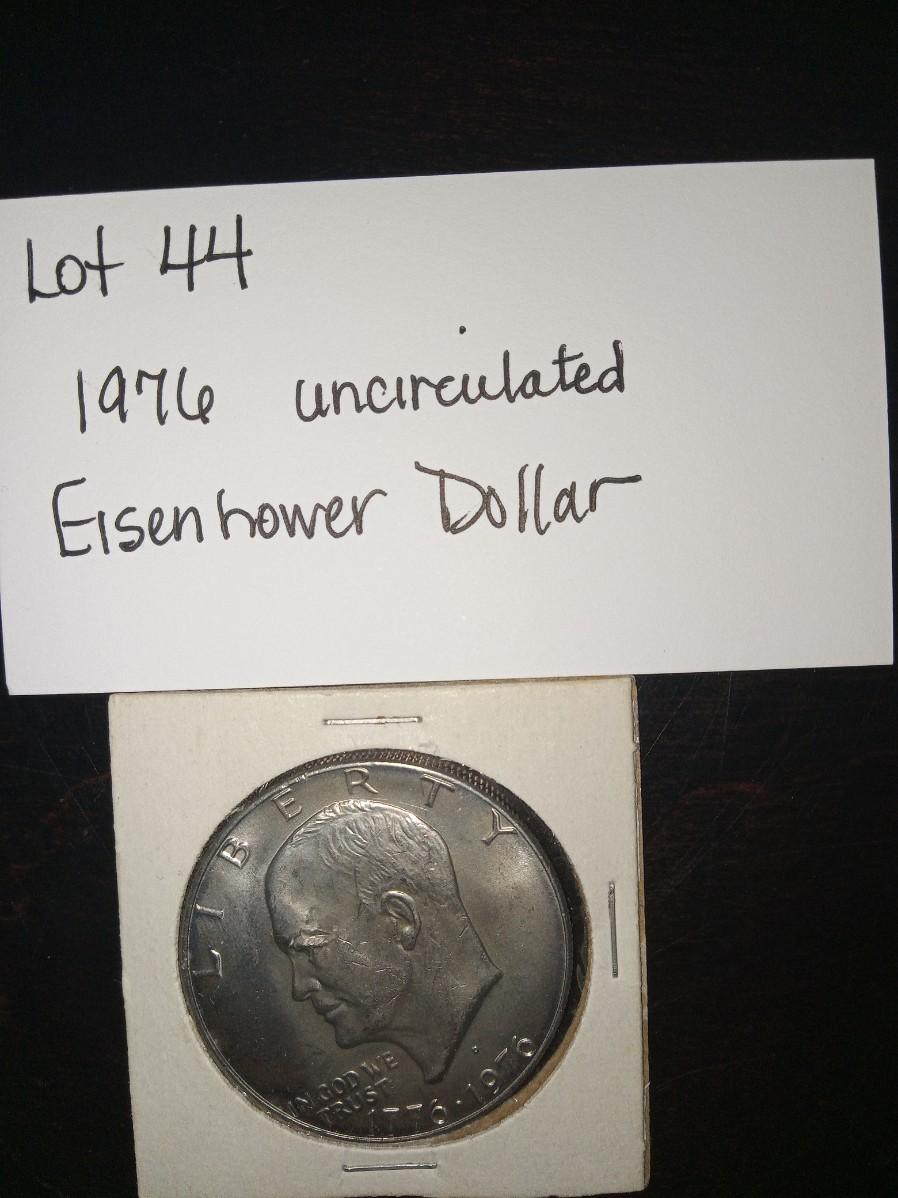 Lot 44
1976 uncirculated
Eisenhower Dollar
LIBERTY
IN GOD WE
TRUST
1776·1976